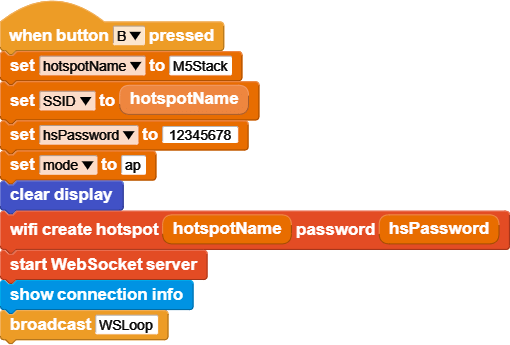 when button B pressed
set hotspotName to M5Stack
set SSID to hotspotName
set hsPassword to 12345678
set mode to ap
clear display
wifi create hotspot hotspotName password hsPassword
start WebSocket server
show connection info
broadcast WSLoop